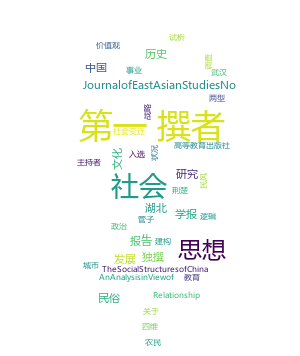 试析
价值观
历史
中国
事业
武汉
JournalofEastAsianStudiesNo
两型
第一
撰者
社会变迁
高等教育出版社
文化
入选
主持者
研究
社会
荆楚
湖北
学报
逻辑
管子
政治
报告
建构
思想
独撰
发展
城市
TheSocialStructuresofChina
AnAnalysisinViewof
教育
民俗
Relationship
关于
四维
农民